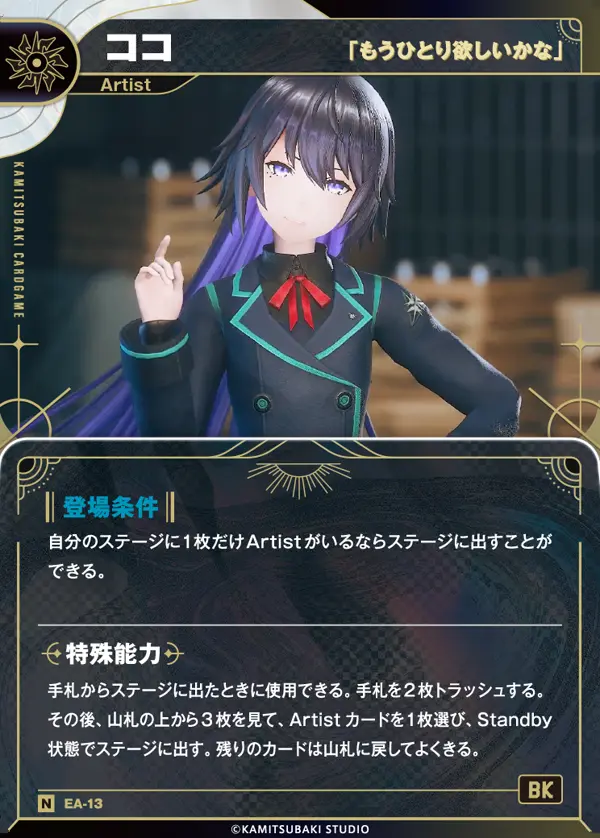 ココ
「もうひとり欲しいかな」
Artist
KAMITSUBAKI CARDGAME
登場条件
自分のステージに1枚だけArtistがいるならステージに出すことが
できる。
特殊能力
手札からステージに出たときに使用できる。手札を2枚トラッシュする。
その後、山札の上から3枚を見て、Artistカードを1枚選び、Standby
状態でステージに出す。残りのカードは山札に戻してよくきる。
BK
N EA-13
©KAMITSUBAKI STUDIO